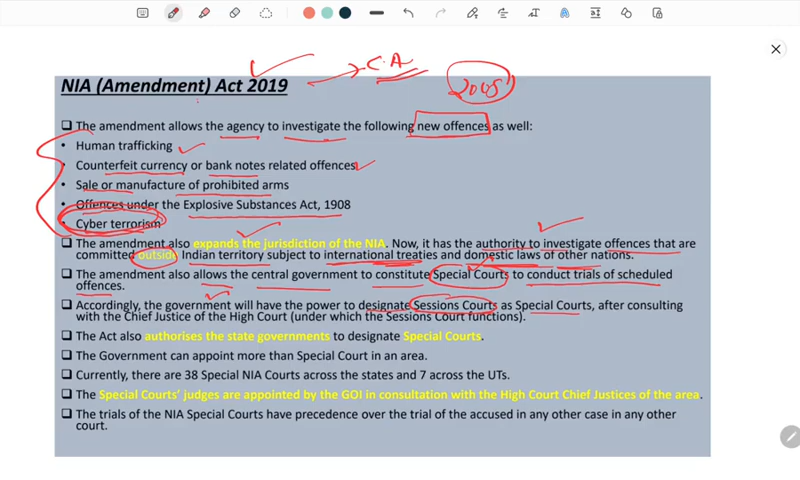 C.A
NIA (Amendment) Act 2019
❑ The amendment allows the agency to investigate the following new offences as well:
• Human trafficking
• Counterfeit currency or bank notes related offences
• Sale or manufacture of prohibited arms
• Offences under the Explosive Substances Act, 1908
• Cyber terrorism
❑ The amendment also expands the jurisdiction of the NIA. Now, it has the authority to investigate offences that are
committed outside Indian territory subject to international treaties and domestic laws of other nations.
❑ The amendment also allows the central government to constitute Special Courts to conduct trials of scheduled
offences.
❑ Accordingly, the government will have the power to designate Sessions Courts as Special Courts, after consulting
with the Chief Justice of the High Court (under which the Sessions Court functions).
❑ The Act also authorises the state governments to designate Special Courts.
❑ The Government can appoint more than Special Court in an area.
❑ Currently, there are 38 Special NIA Courts across the states and 7 across the UTs.
❑ The Special Courts' judges are appointed by the GOI in consultation with the High Court Chief Justices of the area.
❑ The trials of the NIA Special Courts have precedence over the trial of the accused in any other case in any other
court.